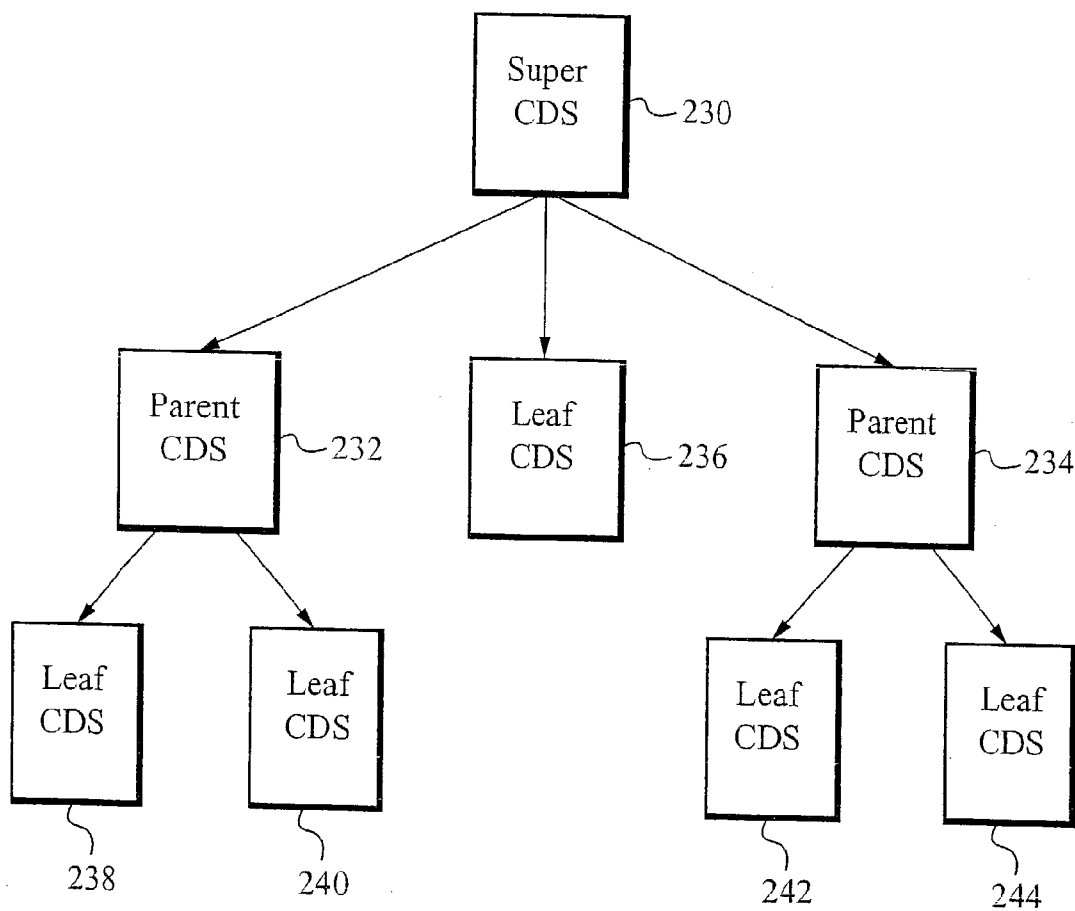 Super
CDS
230
Parent
CDS
232
Leaf
CDS
236
Parent
CDS
234
Leaf
CDS
238
Leaf
CDS
240
Leaf
CDS
242
Leaf
CDS
244